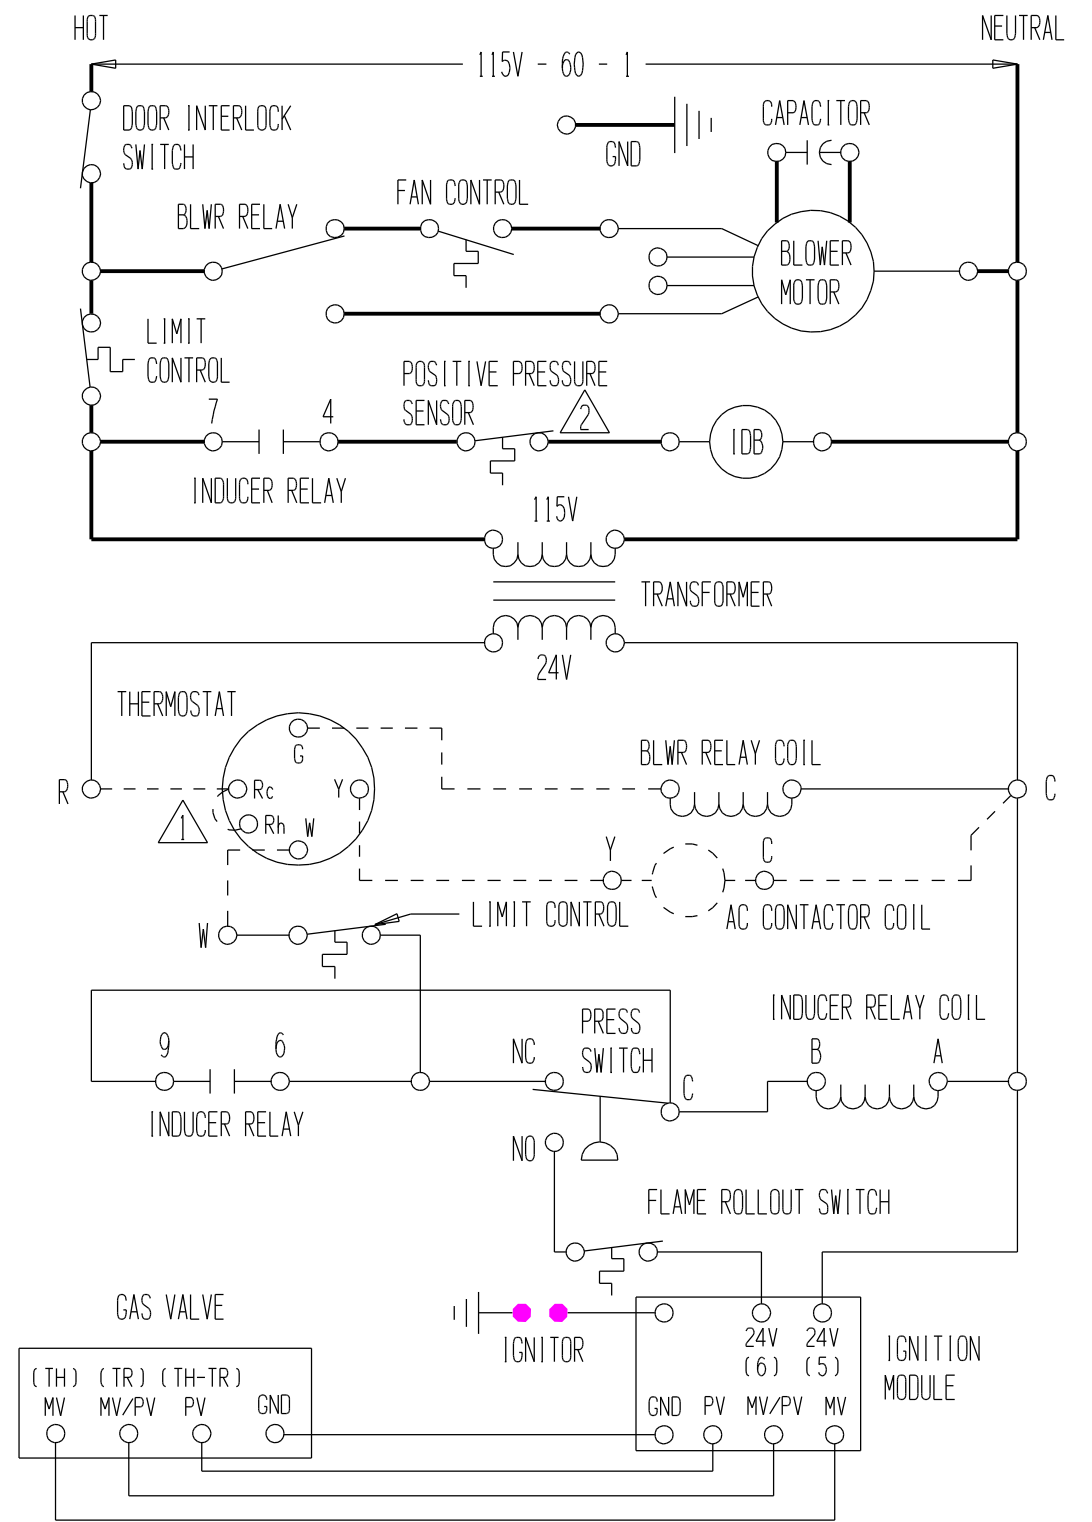 HOT
NEUTRAL
115V - 60 - 1
DOOR INTERLOCK
SWITCH
GND
CAPACITOR
BLWR RELAY
FAN CONTROL
BLOWER
MOTOR
LIMIT
CONTROL
POSITIVE PRESSURE
SENSOR
2
7
4
IDB
INDUCER RELAY
115V
TRANSFORMER
24V
THERMOSTAT
G
BLWR RELAY COIL
R
Rc
Y
C
1
Rh
W
Y
C
LIMIT CONTROL
AC CONTACTOR COIL
W
INDUCER RELAY COIL
PRESS
SWITCH
9
6
NC
B
A
C
INDUCER RELAY
NO
FLAME ROLLOUT SWITCH
GAS VALVE
IGNITOR
24V
(6)
24V
(5)
IGNITION
MODULE
(TH)
MV
(TR)
MV/PV
(TH-TR)
PV
GND
GND
PV
MV/PV
MV